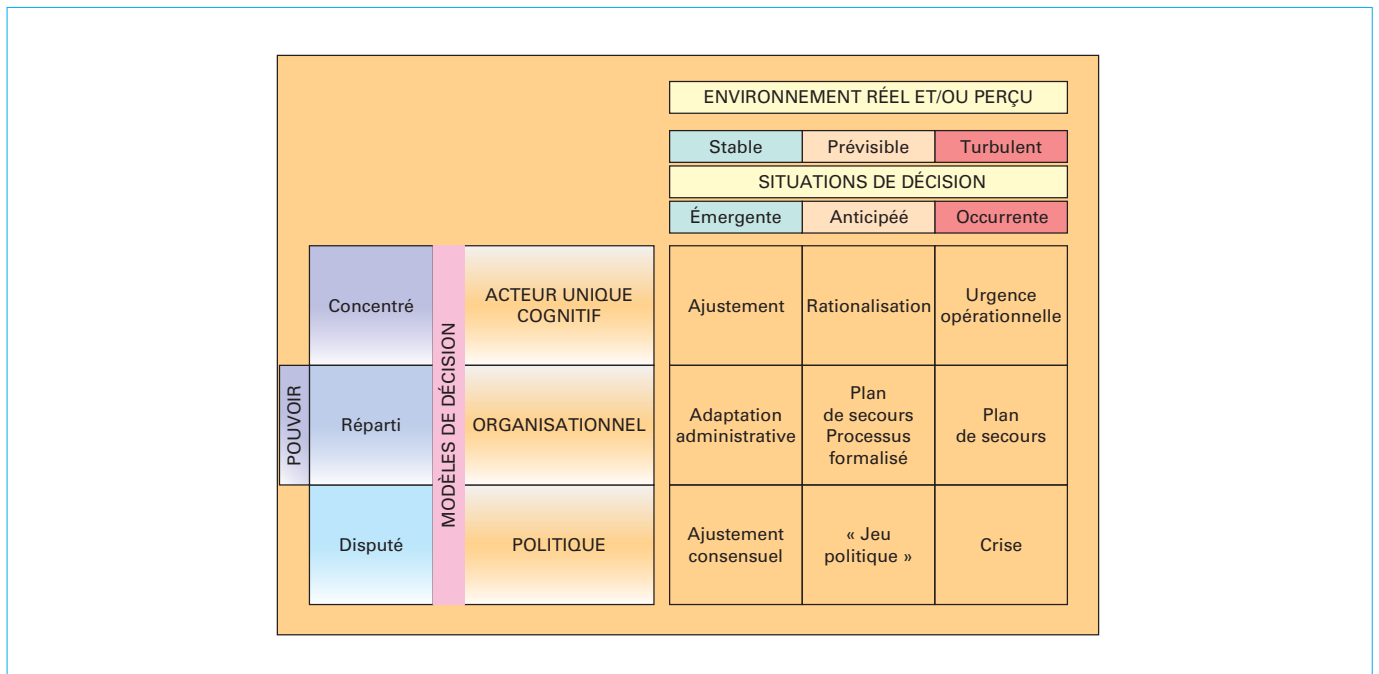 ENVIRONNEMENT RÉEL ET/OU PERÇU
Stable Prévisible Turbulent
SITUATIONS DE DÉCISION
Émergente Anticipéé Occurrente
POUVOIR
MODÈLES DE DÉCISION
Concentré
ACTEUR UNIQUE
COGNITIF
Ajustement
Rationalisation
Urgence
opérationnelle
Réparti
ORGANISATIONNEL
Adaptation
administrative
Plan
de secours
Processus
formalisé
Plan
de secours
Disputé
POLITIQUE
Ajustement
consensuel
« Jeu
politique »
Crise